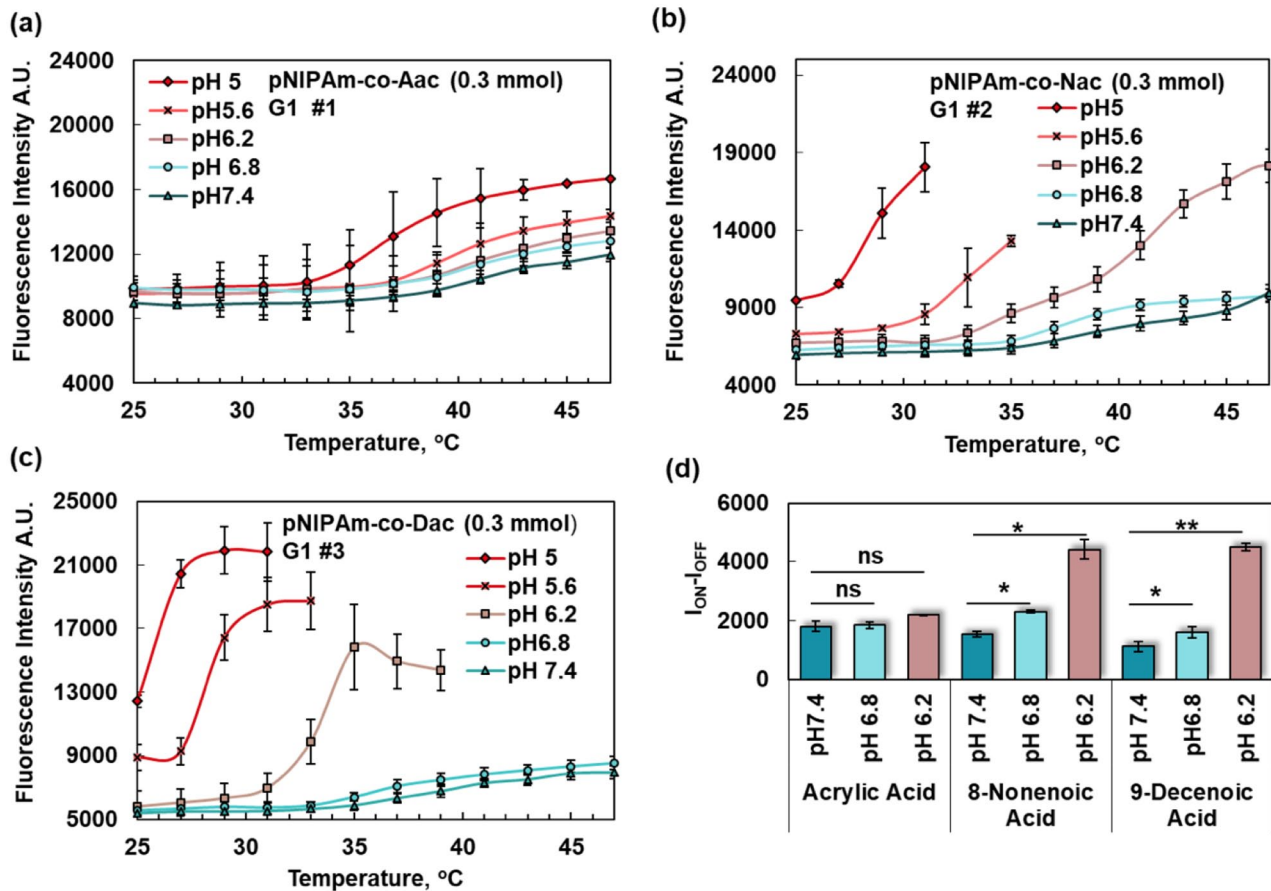 (a)
24000
20000
16000
12000
8000
4000
Fluorescence Intensity A.U.
pH 5
pH5.6
pH6.2
pH 6.8
pH7.4
pNIPAm-co-Aac (0.3 mmol)
G1 #1
25 30 35 40 45
Temperature, °C
(b)
24000
19000
14000
9000
4000
Fluorescence Intensity A.U.
pNIPAm-co-Nac (0.3 mmol)
G1 #2
pH5
pH5.6
pH6.2
pH6.8
pH7.4
25 30 35 40 45
Temperature, °C
(c)
25000
21000
17000
13000
9000
5000
Fluorescence Intensity A.U.
pNIPAm-co-Dac (0.3 mmol)
G1 #3
pH 5
pH 5.6
pH 6.2
pH6.8
pH 7.4
25 30 35 40 45
Temperature, °C
(d)
6000
4000
2000
0
ION-IOFF
ns
ns
*
*
**
*
pH7.4
pH 6.8
pH 6.2
pH 7.4
pH 6.8
pH 6.2
pH 7.4
pH6.8
pH 6.2
Acrylic Acid
8-Nonenoic
Acid
9-Decenoic
Acid